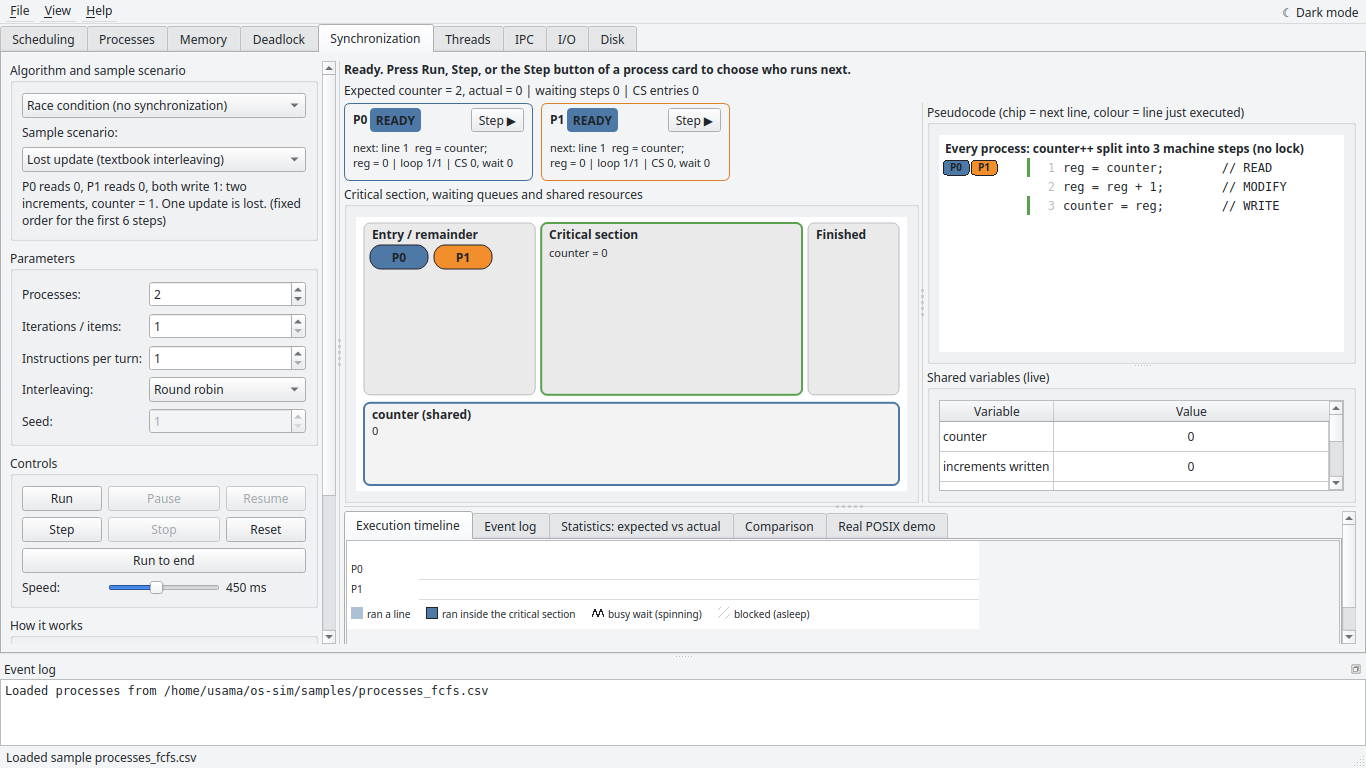 File View Help
Dark mode
Scheduling Processes Memory Deadlock Synchronization Threads IPC I/O Disk
Algorithm and sample scenario
Race condition (no synchronization)
Sample scenario:
Lost update (textbook interleaving)
P0 reads 0, P1 reads 0, both write 1: two
increments, counter = 1. One update is lost. (fixed
order for the first 6 steps)
Parameters
Processes: 2
Iterations / items: 1
Instructions per turn: 1
Interleaving: Round robin
Seed: 1
Controls
Run Pause Resume
Step Stop Reset
Run to end
Speed: 450 ms
How it works
Ready. Press Run, Step, or the Step button of a process card to choose who runs next.
Expected counter = 2, actual = 0 | waiting steps 0 | CS entries 0
P0 READY Step ▶
next: line 1 reg = counter;
reg = 0 | loop 1/1 | CS 0, wait 0
P1 READY Step ▶
next: line 1 reg = counter;
reg = 0 | loop 1/1 | CS 0, wait 0
Critical section, waiting queues and shared resources
Entry / remainder
P0 P1
Critical section
counter = 0
Finished
counter (shared)
0
Pseudocode (chip = next line, colour = line just executed)
Every process: counter++ split into 3 machine steps (no lock)
P0 P1 1 reg = counter; // READ
2 reg = reg + 1; // MODIFY
3 counter = reg; // WRITE
Shared variables (live)
Variable Value
counter 0
increments written 0
Execution timeline Event log Statistics: expected vs actual Comparison Real POSIX demo
P0
P1
ran a line ran inside the critical section busy wait (spinning) blocked (asleep)
Event log
Loaded processes from /home/usama/os-sim/samples/processes_fcfs.csv
Loaded sample processes_fcfs.csv